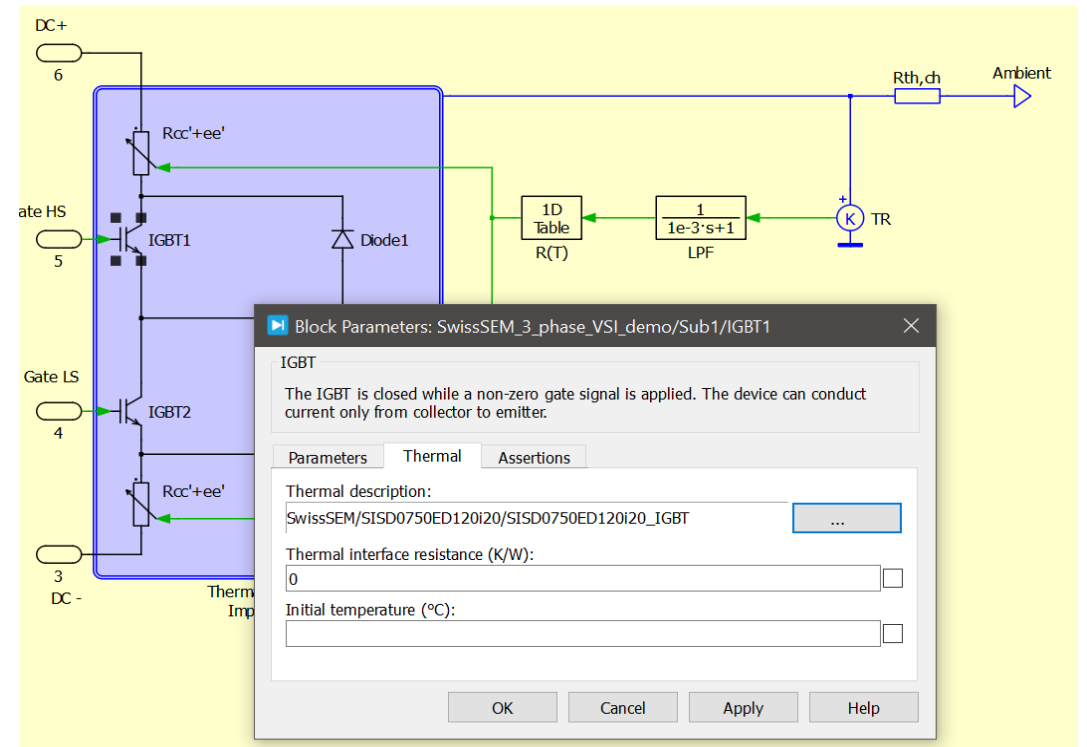 DC+
6
Rth,ch
Ambient
Rcc'+ee'
ate HS
5
IGBT1
Diode1
1D
Table
R(T)
1
1e-3·s+1
LPF
K
TR
+
Gate LS
4
IGBT2
Rcc'+ee'
3
DC -
Therm
Imp
Block Parameters: SwissSEM_3_phase_VSI_demo/Sub1/IGBT1
IGBT
The IGBT is closed while a non-zero gate signal is applied. The device can conduct
current only from collector to emitter.
Parameters
Thermal
Assertions
Thermal description:
SwissSEM/SISD0750ED120i20/SISD0750ED120i20_IGBT
...
Thermal interface resistance (K/W):
0
Initial temperature (°C):
OK
Cancel
Apply
Help